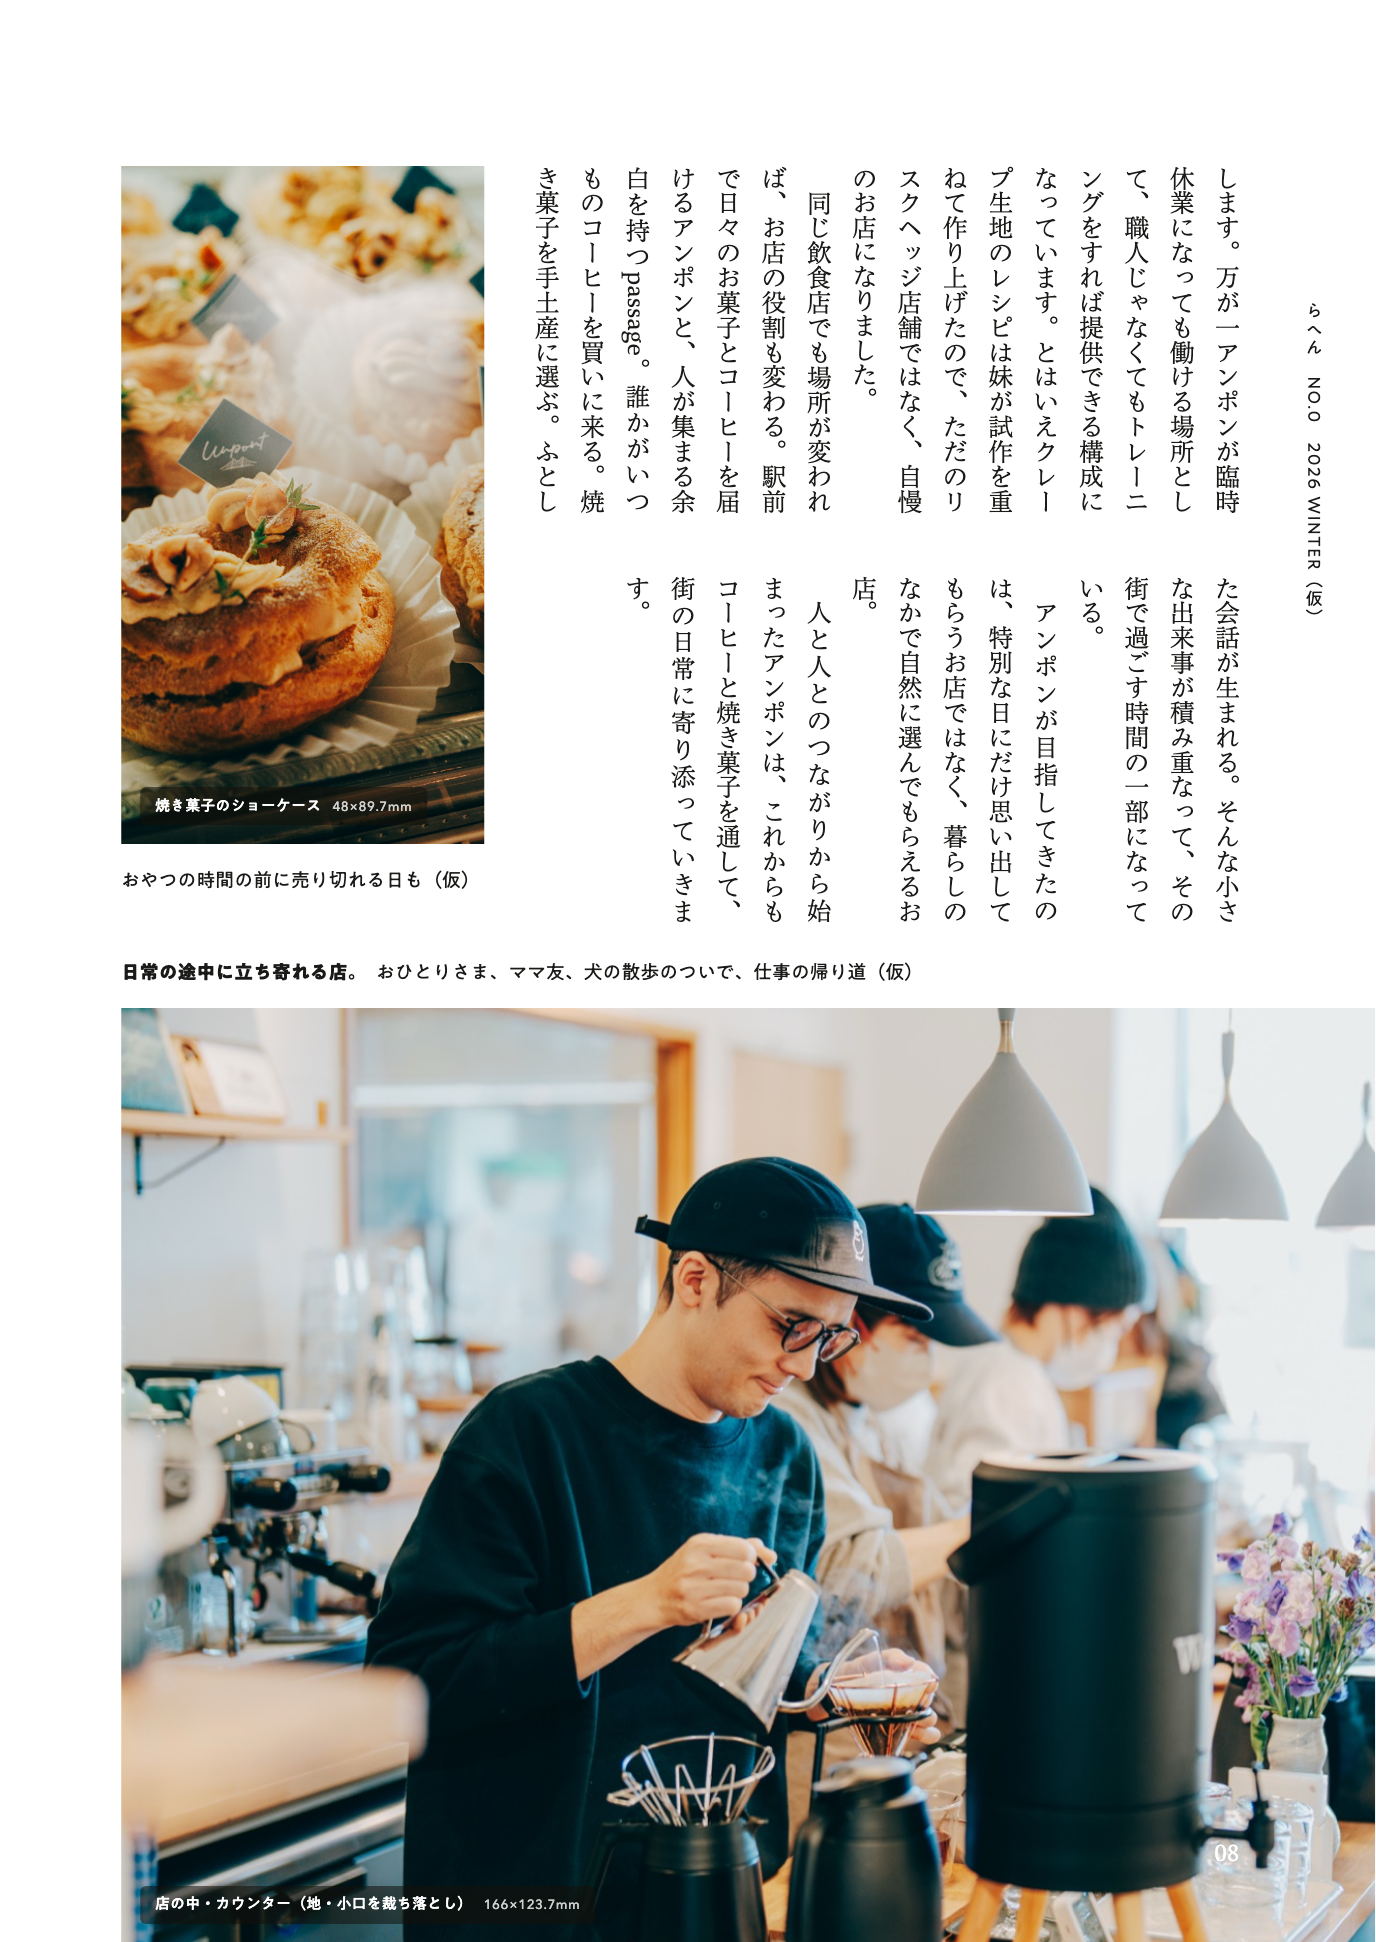 らへん　NO.0　2026 WINTER（仮）
します。万が一アンポンが臨時
休業になっても働ける場所とし
て、職人じゃなくてもトレーニ
ングをすれば提供できる構成に
なっています。とはいえクレー
プ生地のレシピは妹が試作を重
ねて作り上げたので、ただのリ
スクヘッジ店舗ではなく、自慢
のお店になりました。
　同じ飲食店でも場所が変われ
ば、お店の役割も変わる。駅前
で日々のお菓子とコーヒーを届
けるアンポンと、人が集まる余
白を持つpassage。誰かがいつ
ものコーヒーを買いに来る。焼
き菓子を手土産に選ぶ。ふとし
た会話が生まれる。そんな小さ
な出来事が積み重なって、その
街で過ごす時間の一部になって
いる。
　アンポンが目指してきたの
は、特別な日にだけ思い出して
もらうお店ではなく、暮らしの
なかで自然に選んでもらえるお
店。
　人と人とのつながりから始
まったアンポンは、これからも
コーヒーと焼き菓子を通して、
街の日常に寄り添っていきま
す。
unpont
焼き菓子のショーケース 48×89.7mm
おやつの時間の前に売り切れる日も（仮）
日常の途中に立ち寄れる店。 おひとりさま、ママ友、犬の散歩のついで、仕事の帰り道（仮）
店の中・カウンター（地・小口を裁ち落とし） 166×123.7mm
08